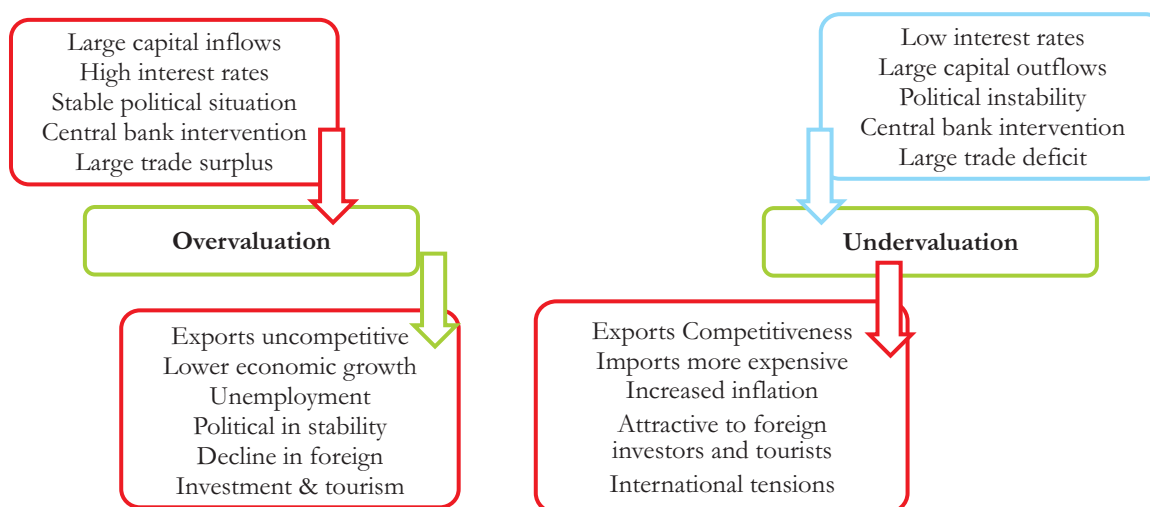 Large capital inflows
High interest rates
Stable political situation
Central bank intervention
Large trade surplus
Overvaluation
Exports uncompetitive
Lower economic growth
Unemployment
Political in stability
Decline in foreign
Investment & tourism
Low interest rates
Large capital outflows
Political instability
Central bank intervention
Large trade deficit
Undervaluation
Exports Competitiveness
Imports more expensive
Increased inflation
Attractive to foreign
investors and tourists
International tensions